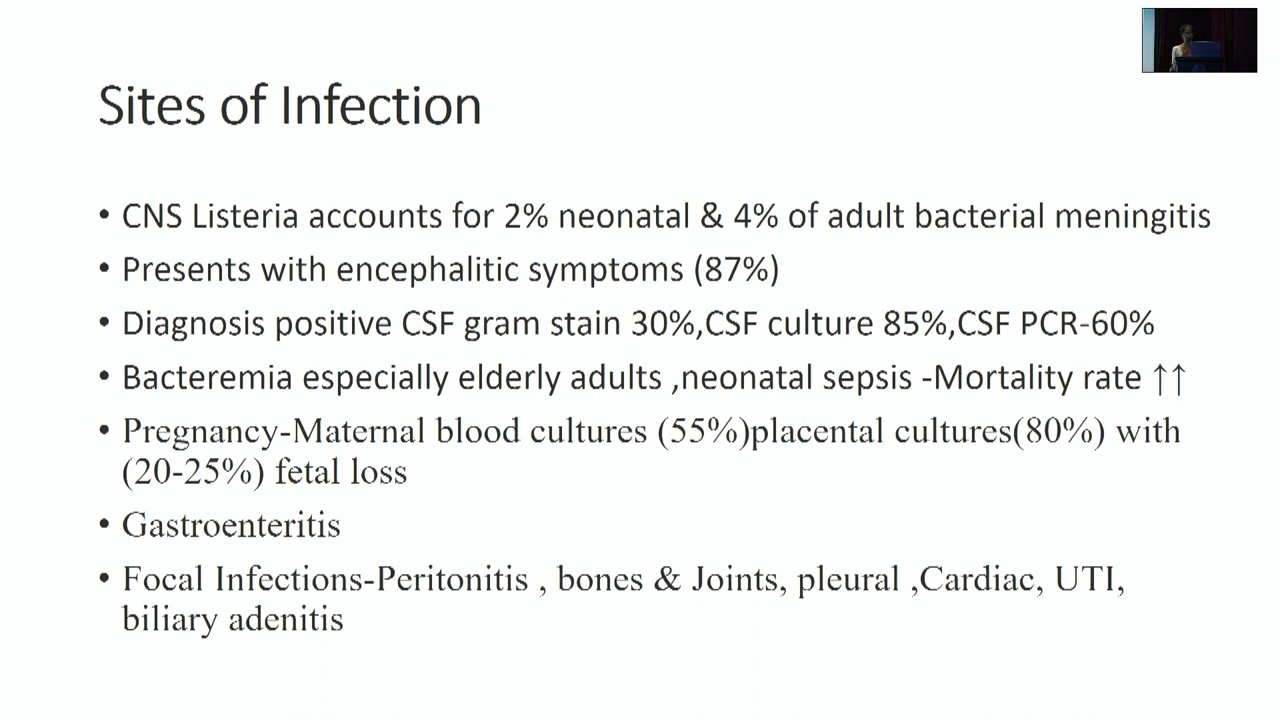 Sites of Infection
• CNS Listeria accounts for 2% neonatal & 4% of adult bacterial meningitis
• Presents with encephalitic symptoms (87%)
• Diagnosis positive CSF gram stain 30%,CSF culture 85%,CSF PCR-60%
• Bacteremia especially elderly adults ,neonatal sepsis -Mortality rate ↑↑
• Pregnancy-Maternal blood cultures (55%)placental cultures(80%) with
(20-25%) fetal loss
• Gastroenteritis
• Focal Infections-Peritonitis , bones & Joints, pleural ,Cardiac, UTI,
biliary adenitis